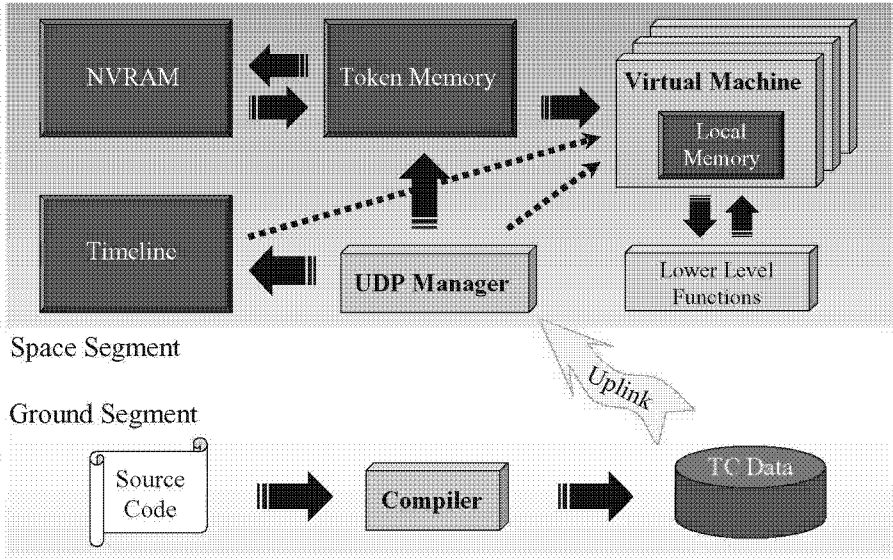 NVRAM
Token Memory
Virtual Machine
Local
Memory
Timeline
UDP Manager
Lower Level
Functions
Space Segment
Uplink
Ground Segment
Source
Code
Compiler
TC Data